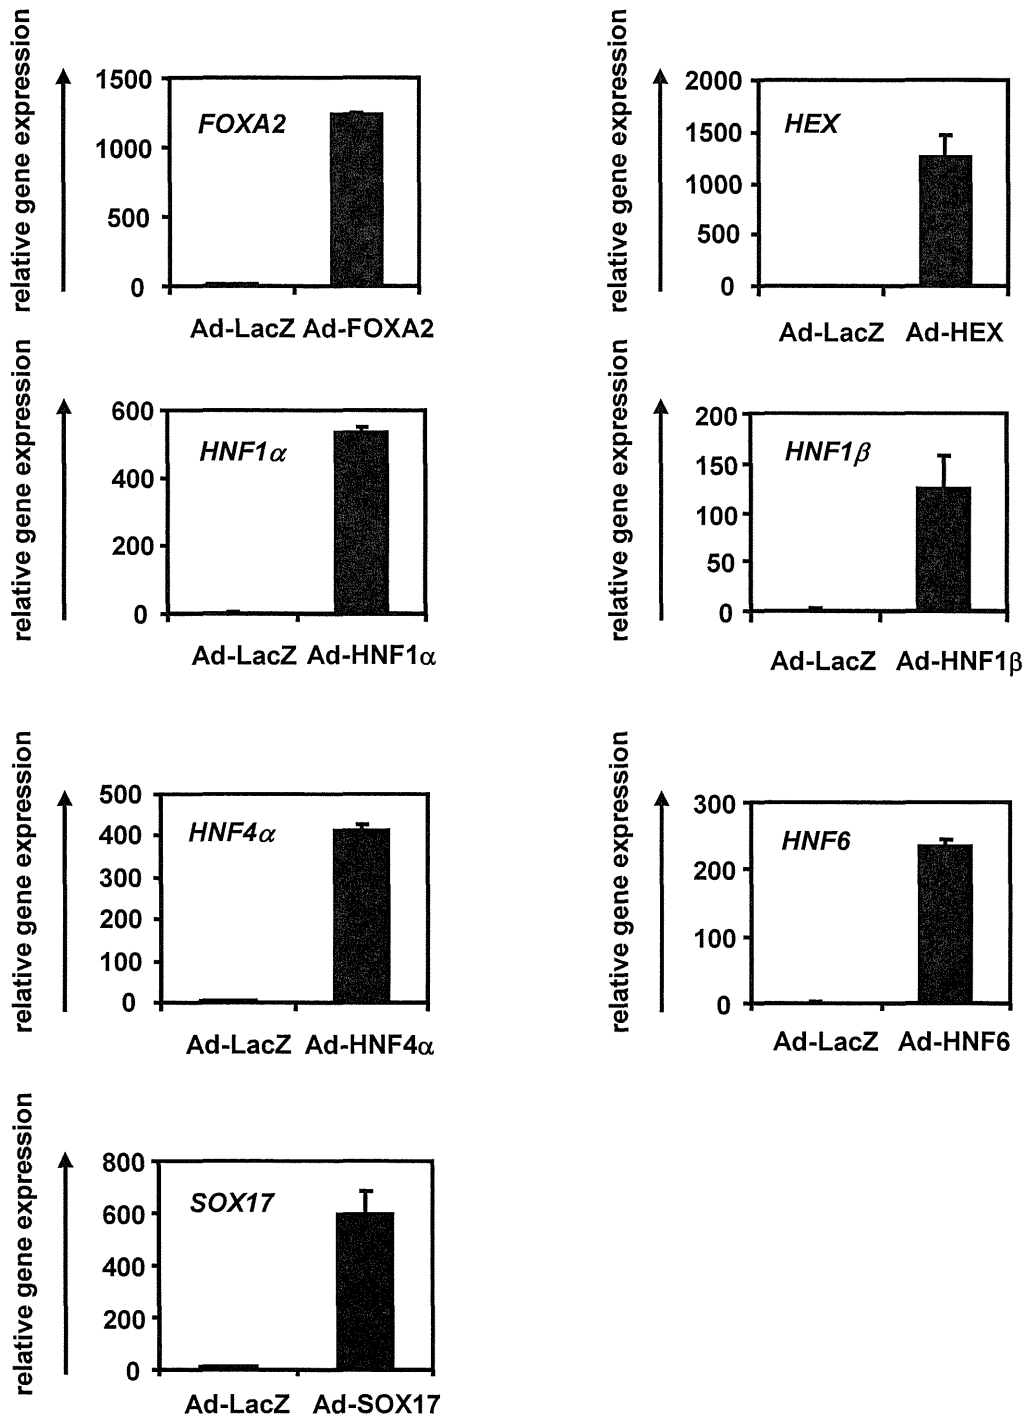 relative gene expression
1500
1000
500
0
FOXA2
Ad-LacZ Ad-FOXA2
relative gene expression
2000
1500
1000
500
0
HEX
Ad-LacZ Ad-HEX
relative gene expression
600
400
200
0
HNF1α
Ad-LacZ Ad-HNF1α
relative gene expression
200
150
100
50
0
HNF1β
Ad-LacZ Ad-HNF1β
relative gene expression
500
400
300
200
100
0
HNF4α
Ad-LacZ Ad-HNF4α
relative gene expression
300
200
100
0
HNF6
Ad-LacZ Ad-HNF6
relative gene expression
800
600
400
200
0
SOX17
Ad-LacZ Ad-SOX17